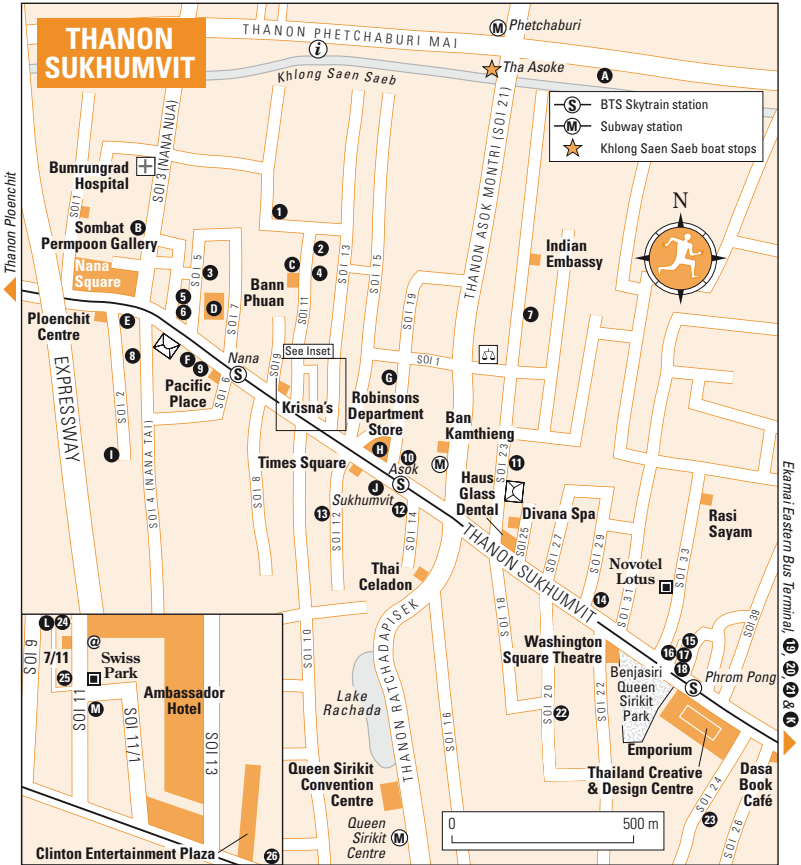 THANON
SUKHUMVIT
THANON PHETCHABURI MAI
M Phetchaburi
i
Khlong Saen Saeb
Tha Asoke
A
S BTS Skytrain station
M Subway station
Khlong Saen Saeb boat stops
N
Thanon Ploenchit
SOI 3 (NANA NUA)
THANON ASOK MONTRI (SOI 21)
Bumrungrad
Hospital
SOI 1
Sombat
Permpoon Gallery
B
Nana
Square
1
2
C
4
3
5
6
D
SOI 5
SOI 7
Bann
Phuan
SOI 11
SOI 13
SOI 15
SOI 19
Indian
Embassy
7
Ploenchit
Centre
E
8
F
9
Nana
S
SOI 9
See Inset
SOI 1
EXPRESSWAY
SOI 2
SOI 6
Pacific
Place
Krisna's
G
Robinsons
Department
Store
H
10
Ban
Kamthieng
M
SOI 23
11
I
SOI 4 (NANA TAI)
Times Square
J
Asok
S
Sukhumvit
13
12
SOI 8
SOI 12
SOI 14
Haus
Glass
Dental
Divana Spa
SOI 25
SOI 27
SOI 29
Rasi
Sayam
SOI 33
Novotel
Lotus
SOI 31
SOI 39
Ekamai Eastern Bus Terminal, 19, 20, 21 & K
THANON SUKHUMVIT
Thai
Celadon
SOI 18
14
Washington
Square Theatre
16
15
17
18
Phrom Pong
S
Benjasiri
Queen
Sirikit
Park
SOI 10
THANON RATCHADAPISEK
Lake
Rachada
SOI 16
SOI 20
22
SOI 22
Emporium
Thailand Creative
& Design Centre
Dasa
Book
Café
SOI 24
23
SOI 26
Queen Sirikit
Convention
Centre
Queen
Sirikit
Centre
M
0 500 m
L 24
@
7/11
25
Swiss
Park
SOI 9
SOI 11
M
SOI 11/1
Ambassador
Hotel
SOI 13
Clinton Entertainment Plaza
26